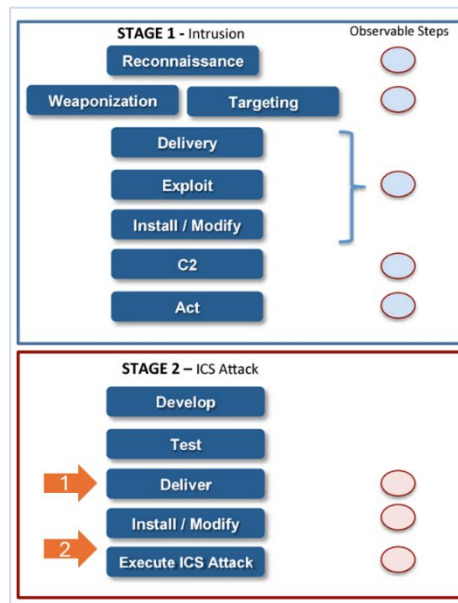 STAGE 1 - Intrusion Observable Steps
Reconnaissance
Weaponization Targeting
Delivery
Exploit
Install / Modify
C2
Act
STAGE 2 – ICS Attack
Develop
Test
1 Deliver
Install / Modify
2
Execute ICS Attack